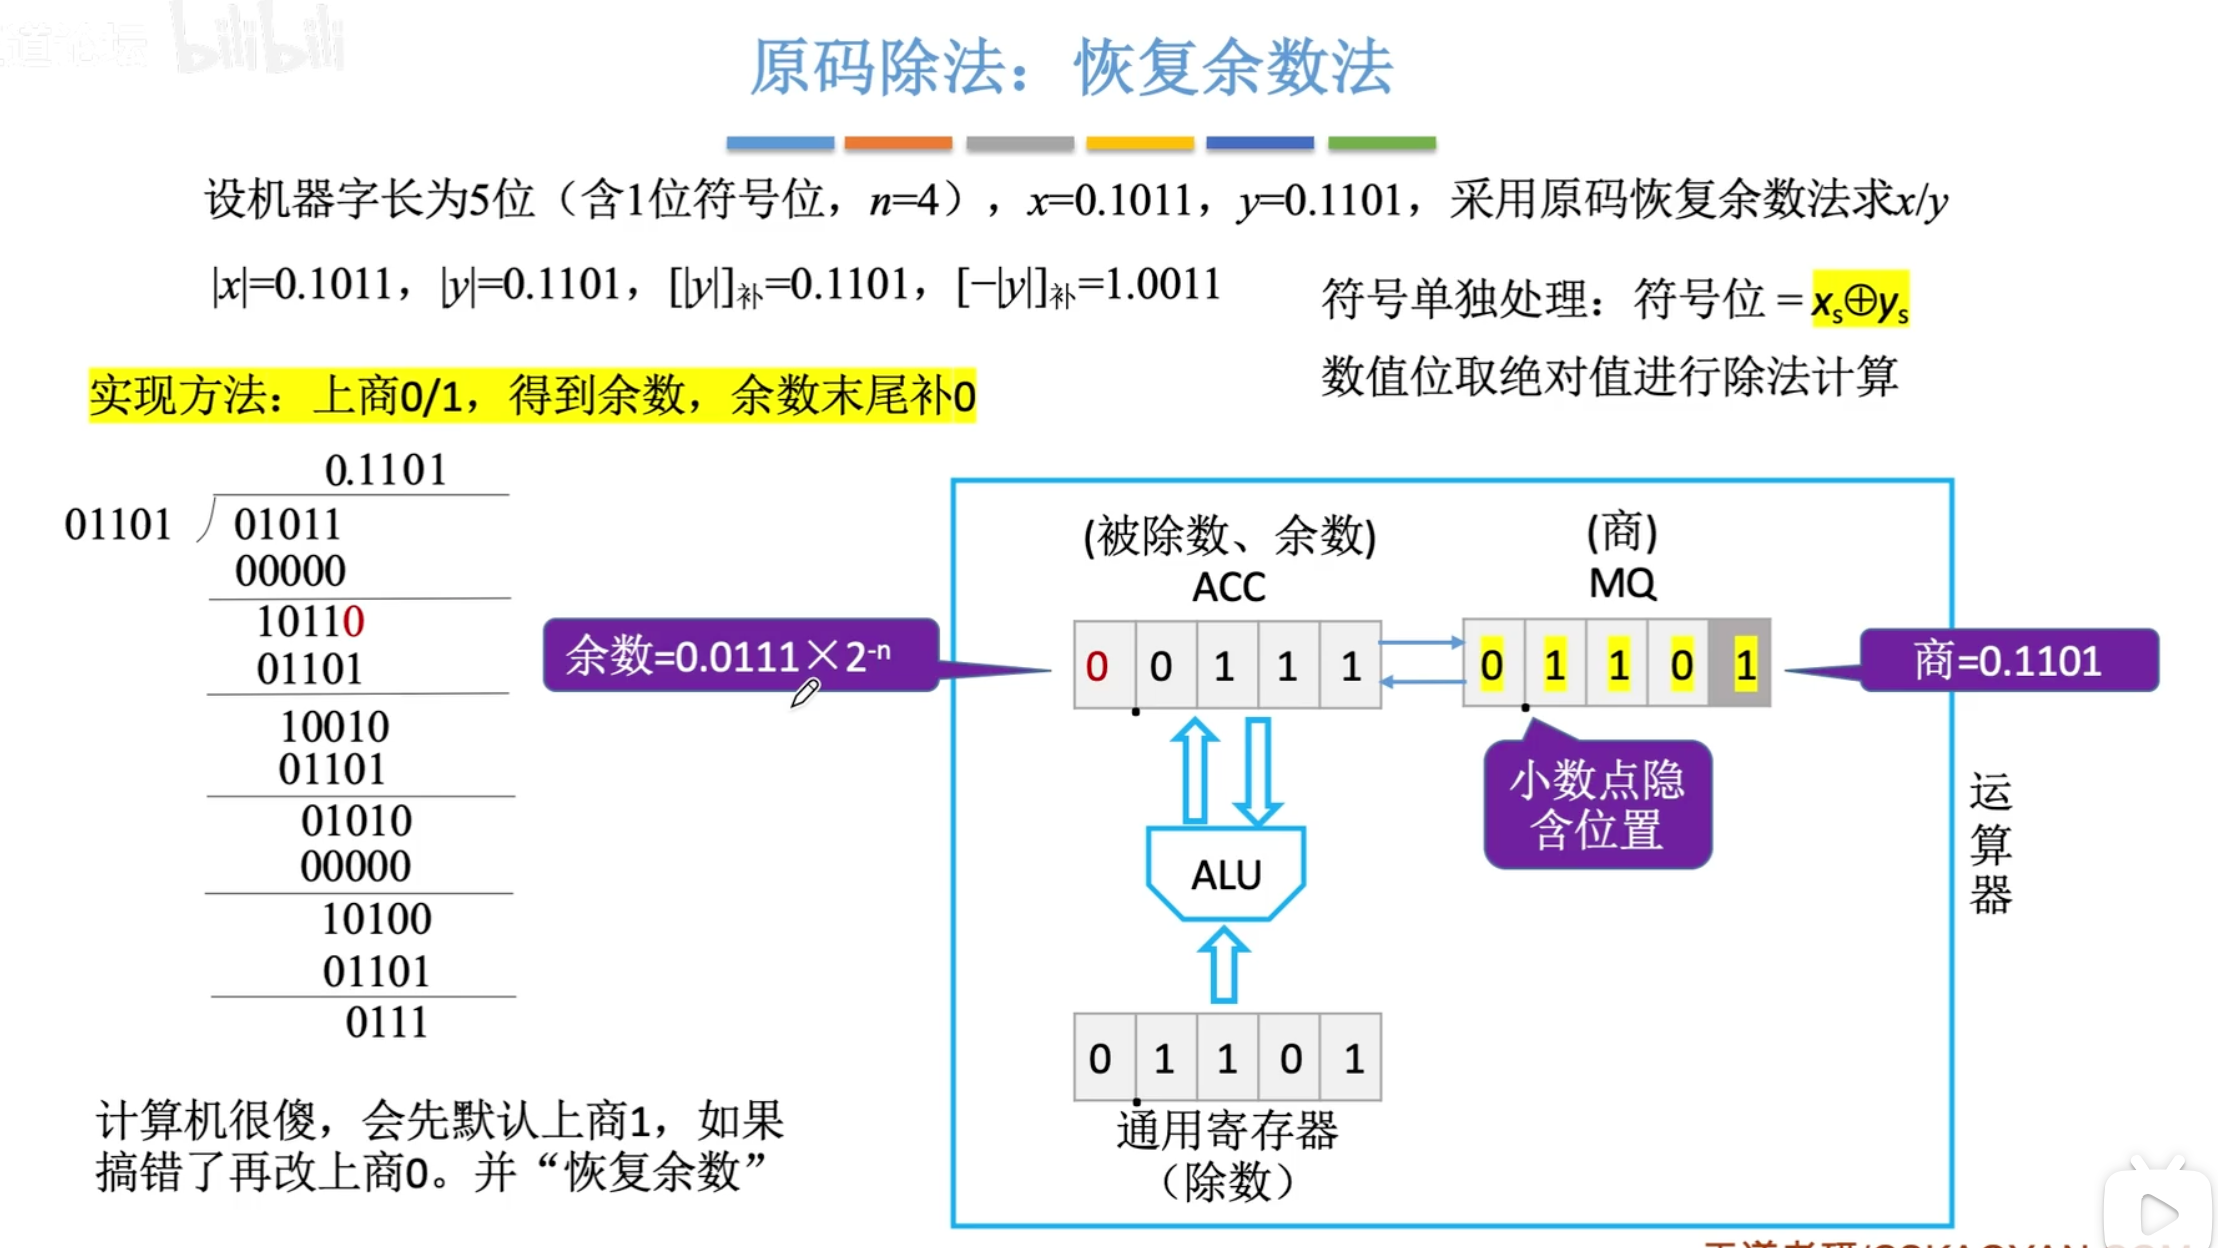 道论坛 bilibili
原码除法：恢复余数法
设机器字长为5位（含1位符号位，n=4），x=0.1011，y=0.1101，采用原码恢复余数法求x/y
|x|=0.1011，|y|=0.1101，[|y|]补=0.1101，[−|y|]补=1.0011
符号单独处理：符号位 = xs⊕ys
数值位取绝对值进行除法计算
实现方法：上商0/1，得到余数，余数末尾补0
0.1101
01101 01011
00000
10110
01101
10010
01101
01010
00000
10100
01101
0111
计算机很傻，会先默认上商1，如果
搞错了再改上商0。并“恢复余数”
余数=0.0111×2-n
(被除数、余数)
ACC
0 0 1 1 1
(商)
MQ
0 1 1 0 1
商=0.1101
小数点隐
含位置
ALU
0 1 1 0 1
通用寄存器
（除数）
运算器